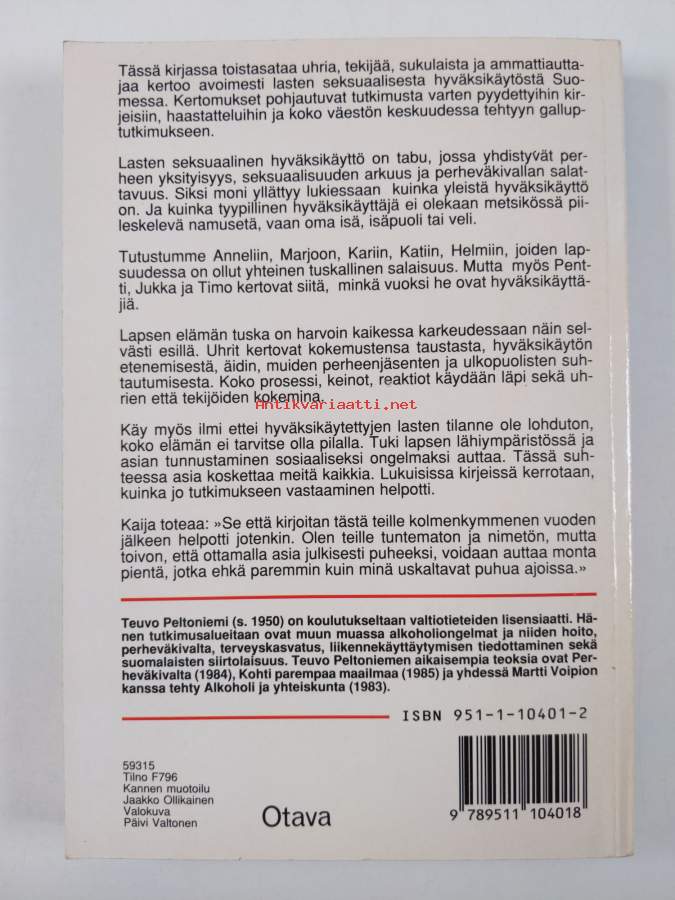 Tässä kirjassa toistasataa uhria, tekijää, sukulaista ja ammattiautta-
jaa kertoo avoimesti lasten seksuaalisesta hyväksikäytöstä Suo-
messa. Kertomukset pohjautuvat tutkimusta varten pyydettyihin kir-
jeisiin, haastatteluihin ja koko väestön keskuudessa tehtyyn gallup-
tutkimukseen.
Lasten seksuaalinen hyväksikäyttö on tabu, jossa yhdistyvät per-
heen yksityisyys, seksuaalisuuden arkuus ja perheväkivallan salat-
tavuus. Siksi moni yllättyy lukiessaan kuinka yleistä hyväksikäyttö
on. Ja kuinka tyypillinen hyväksikäyttäjä ei olekaan metsikössä pii-
leskelevä namusetä, vaan oma isä, isäpuoli tai veli.
Tutustumme Anneliin, Marjoon, Kariin, Katiin, Helmiin, joiden lap-
suudessa on ollut yhteinen tuskallinen salaisuus. Mutta myös Pent-
ti, Jukka ja Timo kertovat siitä, minkä vuoksi he ovat hyväksikäyttä-
jiä.
Lapsen elämän tuska on harvoin kaikessa karkeudessaan näin sel-
västi esillä. Uhrit kertovat kokemustensa taustasta, hyväksikäytön
etenemisestä, äidin, muiden perheenjäsenten ja ulkopuolisten suh-
tautumisesta. Koko prosessi, keinot, reaktiot käydään läpi sekä uh-
rien että tekijöiden kokemina.
Antikvariaatti.net
Käy myös ilmi ettei hyväksikäytettyjen lasten tilanne ole lohduton,
koko elämän ei tarvitse olla pilalla. Tuki lapsen lähiympäristössä ja
asian tunnustaminen sosiaaliseksi ongelmaksi auttaa. Tässä suh-
teessa asia koskettaa meitä kaikkia. Lukuisissa kirjeissä kerrotaan,
kuinka jo tutkimukseen vastaaminen helpotti.
Kaija toteaa: »Se että kirjoitan tästä teille kolmenkymmenen vuoden
jälkeen helpotti jotenkin. Olen teille tuntematon ja nimetön, mutta
toivon, että ottamalla asia julkisesti puheeksi, voidaan auttaa monta
pientä, jotka ehkä paremmin kuin minä uskaltavat puhua ajoissa.»
Teuvo Peltoniemi (s. 1950) on koulutukseltaan valtiotieteiden lisensiaatti. Hä-
nen tutkimusalueitaan ovat muun muassa alkoholiongelmat ja niiden hoito,
perheväkivalta, terveyskasvatus, liikennekäyttäytymisen tiedottaminen sekä
suomalaisten siirtolaisuus. Teuvo Peltoniemen aikaisempia teoksia ovat Per-
heväkivalta (1984), Kohti parempaa maailmaa (1985) ja yhdessä Martti Voipion
kanssa tehty Alkoholi ja yhteiskunta (1983).
ISBN 951-1-10401-2
59315
Tilno F796
Kannen muotoilu
Jaakko Ollikainen
Valokuva
Päivi Valtonen
Otava
9 789511 104018